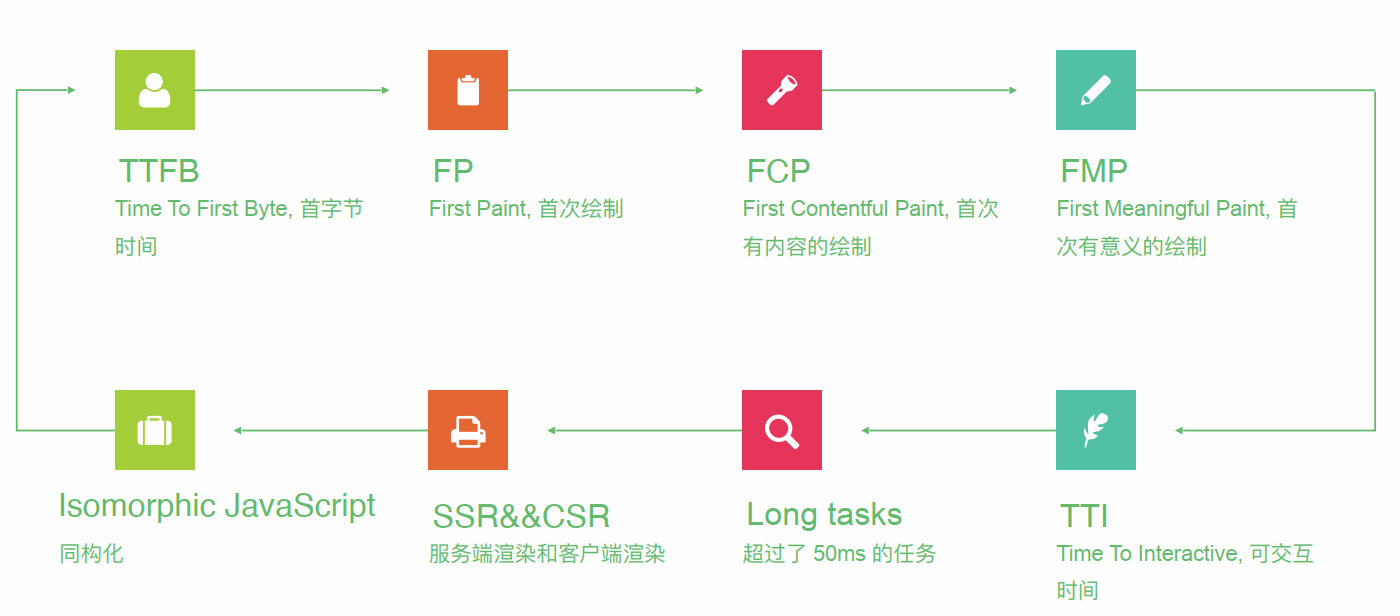 TTFB
Time To First Byte, 首字节
时间
FP
First Paint, 首次绘制
FCP
First Contentful Paint, 首次
有内容的绘制
FMP
First Meaningful Paint, 首
次有意义的绘制
Isomorphic JavaScript
同构化
SSR&&CSR
服务端渲染和客户端渲染
Long tasks
超过了 50ms 的任务
TTI
Time To Interactive, 可交互
时间